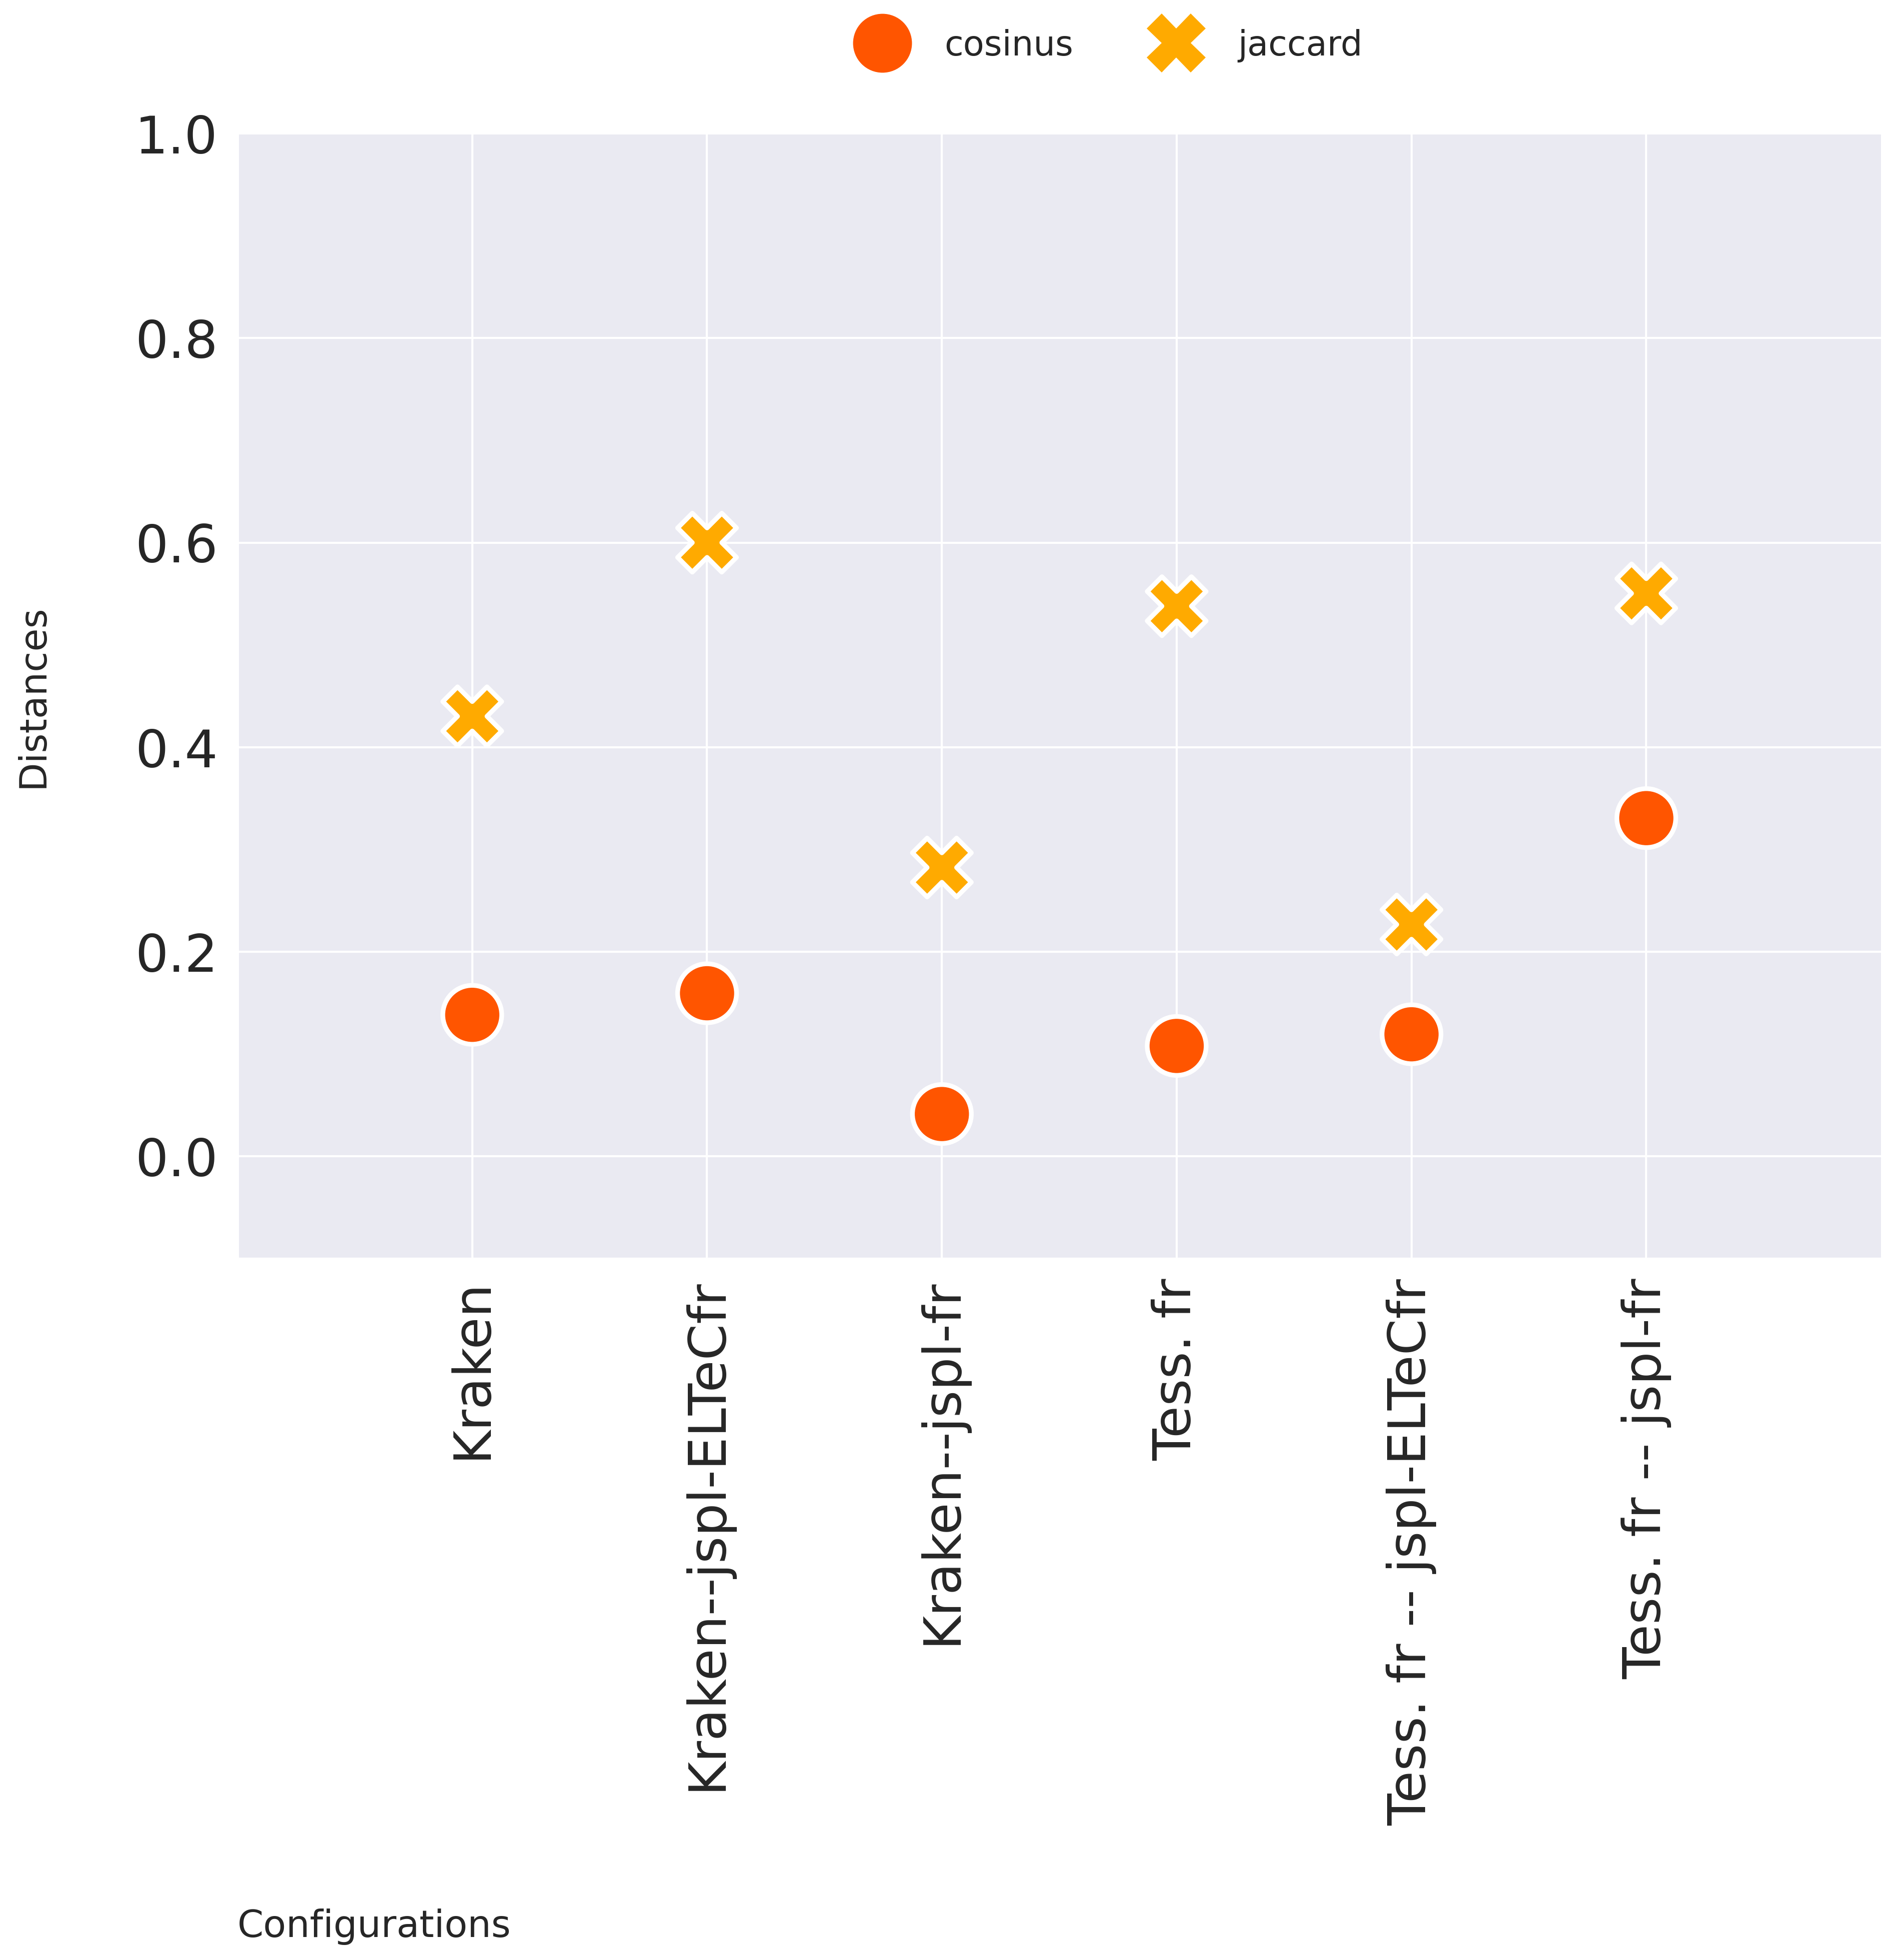 cosinus jaccard
1.0
0.8
0.6
0.4
0.2
0.0
Distances
Kraken
Kraken--jspl-ELTeCfr
Kraken--jspl-fr
Tess. fr
Tess. fr -- jspl-ELTeCfr
Tess. fr -- jspl-fr
Configurations